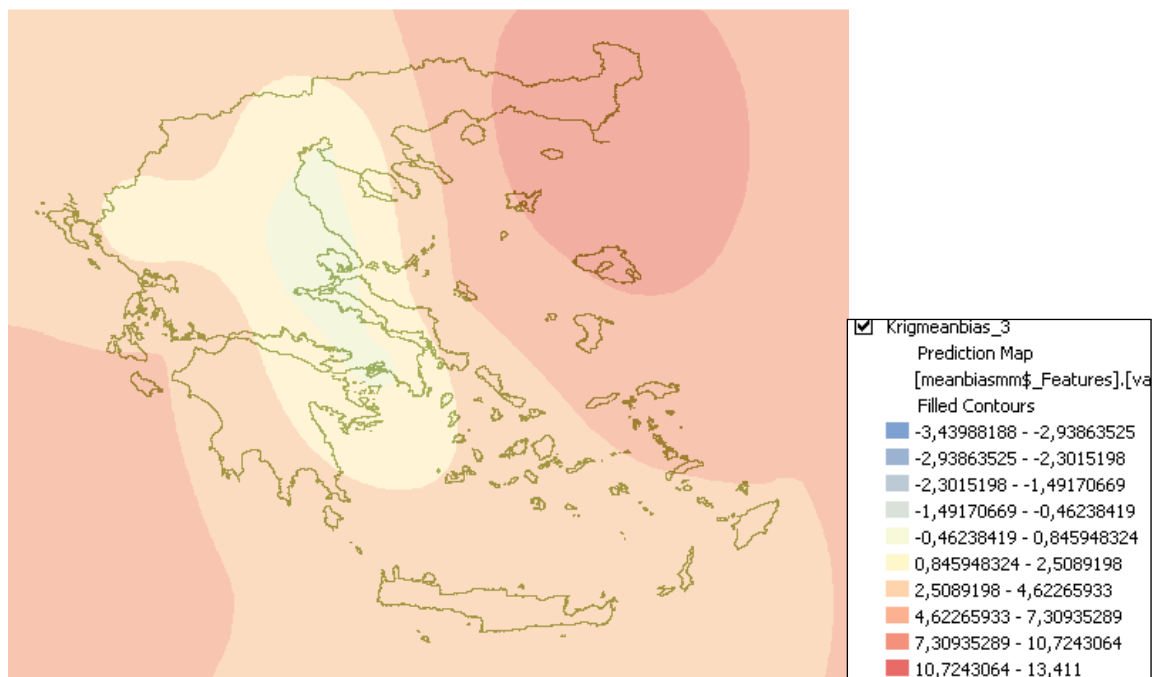 Krigmeanbias_3
Prediction Map
[meanbiasmm$_Features].[va
Filled Contours
-3,43988188 - -2,93863525
-2,93863525 - -2,3015198
-2,3015198 - -1,49170669
-1,49170669 - -0,46238419
-0,46238419 - 0,845948324
0,845948324 - 2,5089198
2,5089198 - 4,62265933
4,62265933 - 7,30935289
7,30935289 - 10,7243064
10,7243064 - 13,411